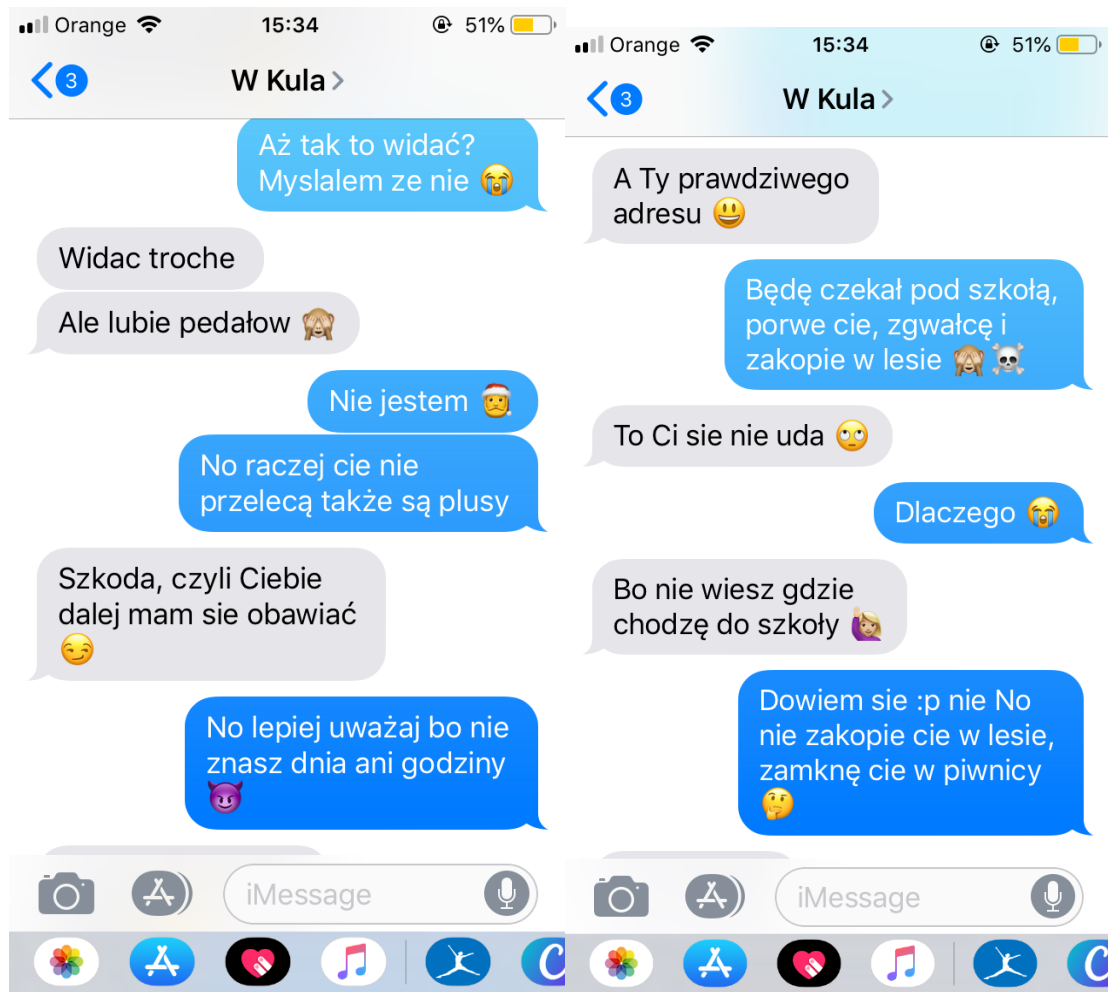 Orange 15:34 51%
3 W Kula
Aż tak to widać?
Myslalem ze nie 😭
Widac troche
Ale lubie pedałow 🙈
Nie jestem 🎅
No raczej cie nie
przelecą także są plusy
Szkoda, czyli Ciebie
dalej mam sie obawiać
😏
No lepiej uważaj bo nie
znasz dnia ani godziny
😈
iMessage
Orange 15:34 51%
3 W Kula
A Ty prawdziwego
adresu 😃
Będę czekał pod szkołą,
porwe cie, zgwałcę i
zakopie w lesie 🙈☠️
To Ci sie nie uda 🙄
Dlaczego 😭
Bo nie wiesz gdzie
chodzę do szkoły 🙋🏼
Dowiem sie :p nie No
nie zakopie cie w lesie,
zamknę cie w piwnicy
🤔
iMessage